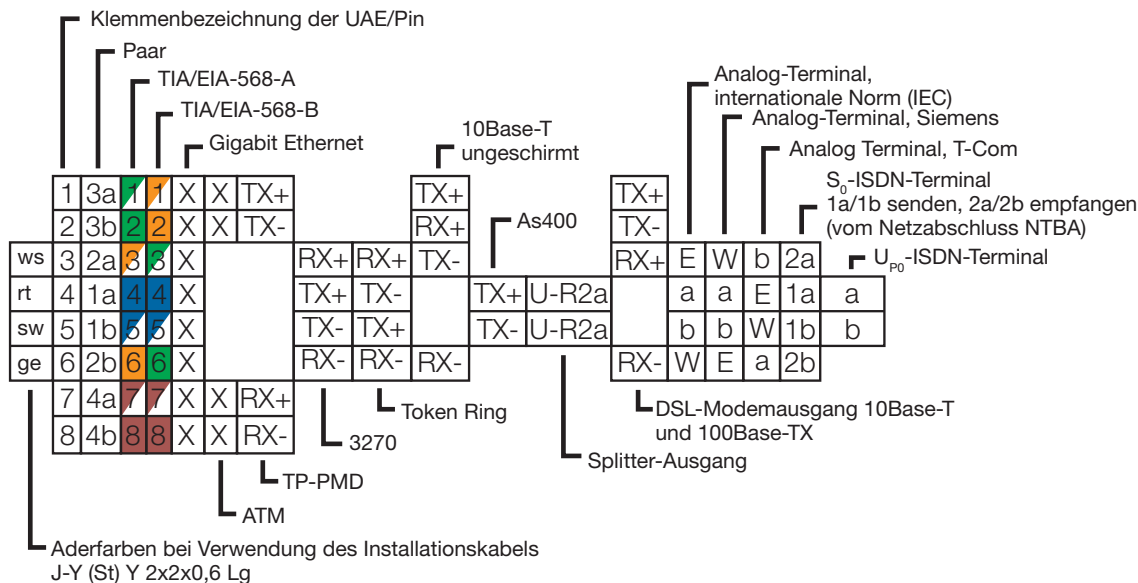 Klemmenbezeichnung der UAE/Pin
Paar
TIA/EIA-568-A
TIA/EIA-568-B
Gigabit Ethernet
10Base-T
ungeschirmt
As400
Analog-Terminal,
internationale Norm (IEC)
Analog-Terminal, Siemens
Analog Terminal, T-Com
S₀-ISDN-Terminal
1a/1b senden, 2a/2b empfangen
(vom Netzabschluss NTBA)
U_P0-ISDN-Terminal
1 3a 1 1 X X TX+ TX+ TX+
2 3b 2 2 X X TX- RX+ TX-
ws 3 2a 3 3 X RX+ RX+ TX- RX+ E W b 2a
rt 4 1a 4 4 X TX+ TX- TX+ U-R2a a a E 1a a
sw 5 1b 5 5 X TX- TX+ TX- U-R2a b b W 1b b
ge 6 2b 6 6 X RX- RX- RX- RX- W E a 2b
7 4a 7 7 X X RX+
8 4b 8 8 X X RX-
Token Ring
3270
TP-PMD
ATM
DSL-Modemausgang 10Base-T
und 100Base-TX
Splitter-Ausgang
Aderfarben bei Verwendung des Installationskabels
J-Y (St) Y 2x2x0,6 Lg